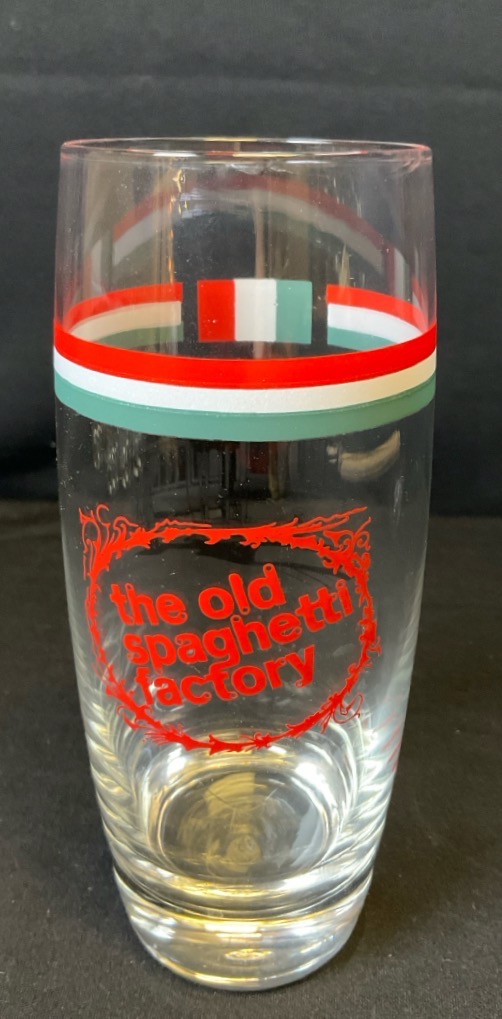 the old
spaghetti
factory